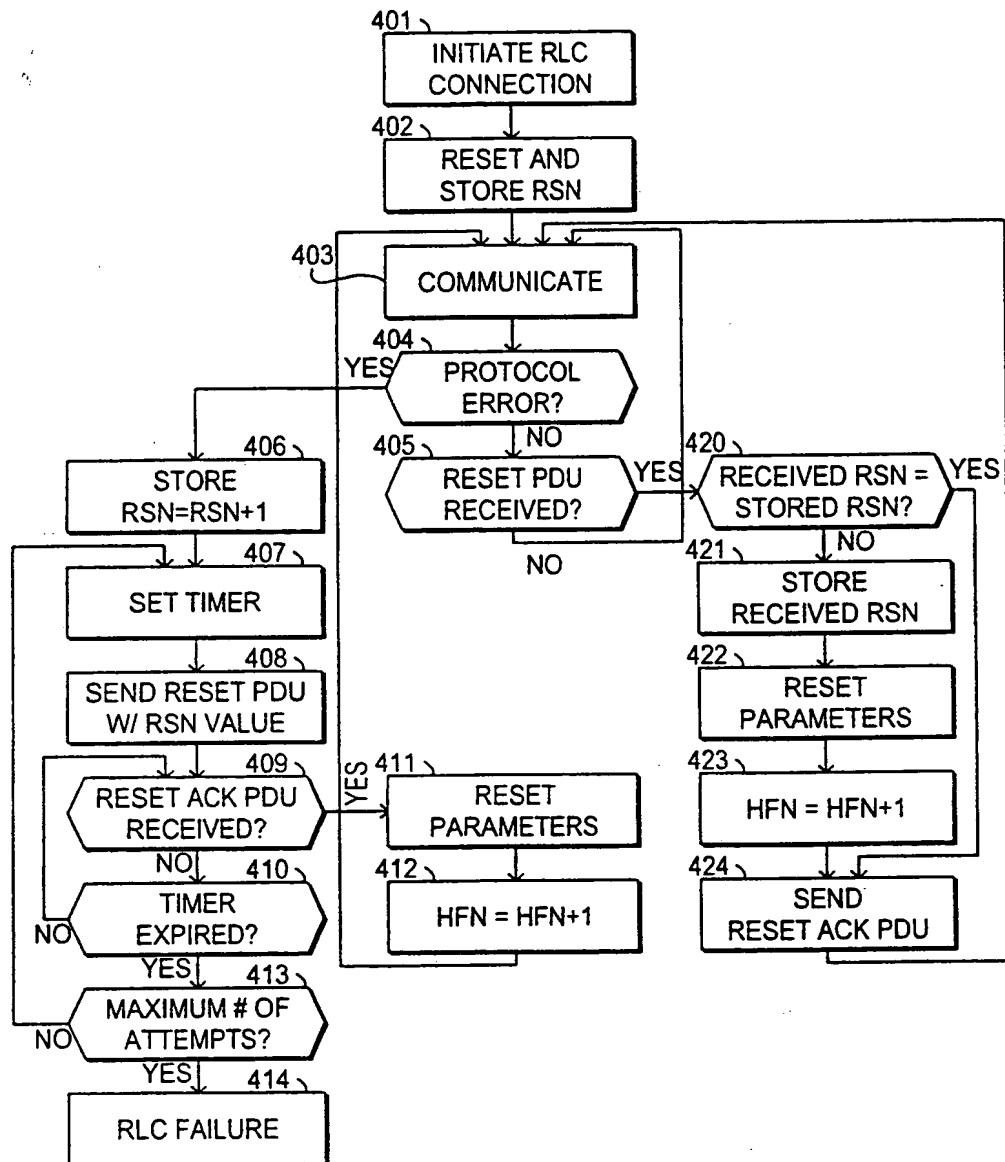 401
INITIATE RLC
CONNECTION
402
RESET AND
STORE RSN
403
COMMUNICATE
404
YES
PROTOCOL
ERROR?
NO
405
RESET PDU
RECEIVED?
YES
NO
420
RECEIVED RSN =
STORED RSN?
YES
NO
406
STORE
RSN=RSN+1
421
STORE
RECEIVED RSN
407
SET TIMER
422
RESET
PARAMETERS
408
SEND RESET PDU
W/ RSN VALUE
409
RESET ACK PDU
RECEIVED?
YES
NO
411
RESET
PARAMETERS
423
HFN = HFN+1
410
TIMER
EXPIRED?
NO
YES
412
HFN = HFN+1
424
SEND
RESET ACK PDU
413
MAXIMUM # OF
ATTEMPTS?
NO
YES
414
RLC FAILURE